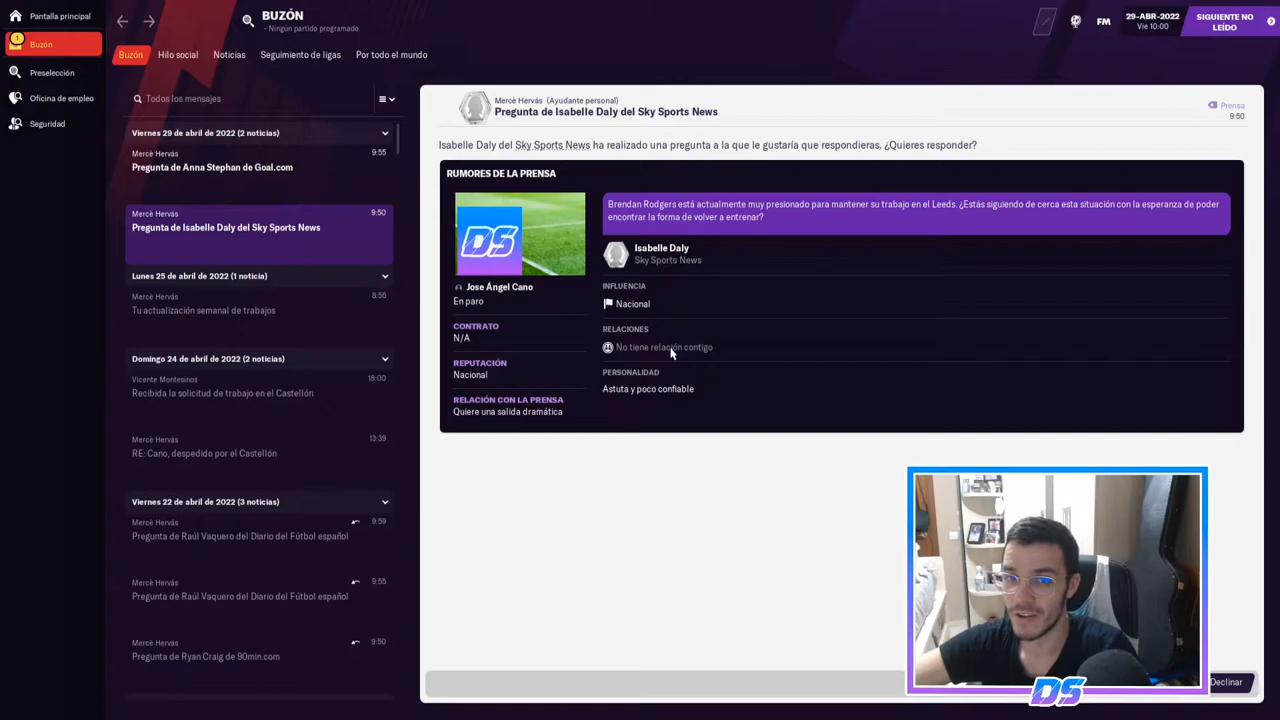 Pantalla principal
1
Buzón
Preselección
Oficina de empleo
Seguridad
BUZÓN
- Ningún partido programado.
FM
29-ABR-2022
Vie 10:00
SIGUIENTE NO
LEÍDO
Buzón
Hilo social
Noticias
Seguimiento de ligas
Por todo el mundo
Todos los mensajes
Viernes 29 de abril de 2022 (2 noticias)
Mercè Hervás
9:55
Pregunta de Anna Stephan de Goal.com
Mercè Hervás
9:50
Pregunta de Isabelle Daly del Sky Sports News
Lunes 25 de abril de 2022 (1 noticia)
Mercè Hervás
8:56
Tu actualización semanal de trabajos
Domingo 24 de abril de 2022 (2 noticias)
Vicente Montesinos
18:00
Recibida la solicitud de trabajo en el Castellón
Mercè Hervás
13:39
RE: Cano, despedido por el Castellón
Viernes 22 de abril de 2022 (3 noticias)
Mercè Hervás
9:59
Pregunta de Raúl Vaquero del Diario del Fútbol español
Mercè Hervás
9:55
Pregunta de Raúl Vaquero del Diario del Fútbol español
Mercè Hervás
9:50
Pregunta de Ryan Craig de 90min.com
Mercè Hervás (Ayudante personal)
Pregunta de Isabelle Daly del Sky Sports News
Prensa
9:50
Isabelle Daly del Sky Sports News ha realizado una pregunta a la que le gustaría que respondieras. ¿Quieres responder?
RUMORES DE LA PRENSA
DS
Jose Ángel Cano
En paro
CONTRATO
N/A
REPUTACIÓN
Nacional
RELACIÓN CON LA PRENSA
Quiere una salida dramática
Brendan Rodgers está actualmente muy presionado para mantener su trabajo en el Leeds. ¿Estás siguiendo de cerca esta situación con la esperanza de poder
encontrar la forma de volver a entrenar?
Isabelle Daly
Sky Sports News
INFLUENCIA
Nacional
RELACIONES
No tiene relación contigo
PERSONALIDAD
Astuta y poco confiable
Declinar
DS